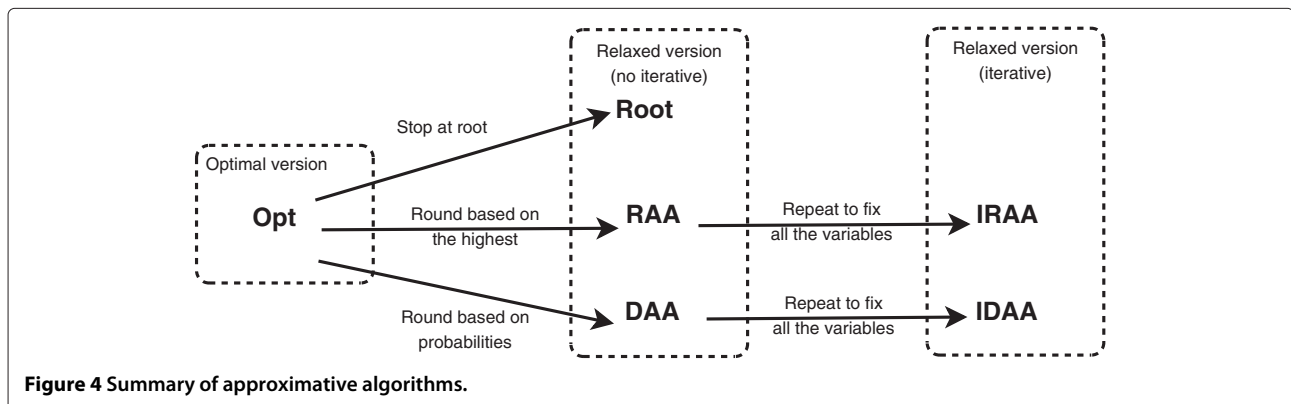 Relaxed version
(no iterative)
Relaxed version
(iterative)
Root
Stop at root
Optimal version
Opt
Round based on
the highest
RAA
Repeat to fix
all the variables
IRAA
Round based on
probabilities
DAA
Repeat to fix
all the variables
IDAA
Figure 4 Summary of approximative algorithms.